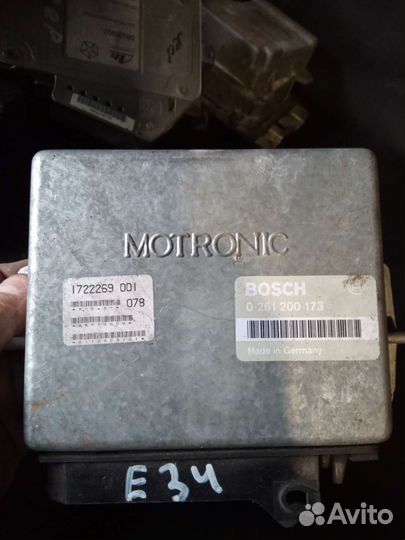 MOTRONIC
1722269 001
078
BOSCH
0 261 200 173
Made in Germany
E34
Avito